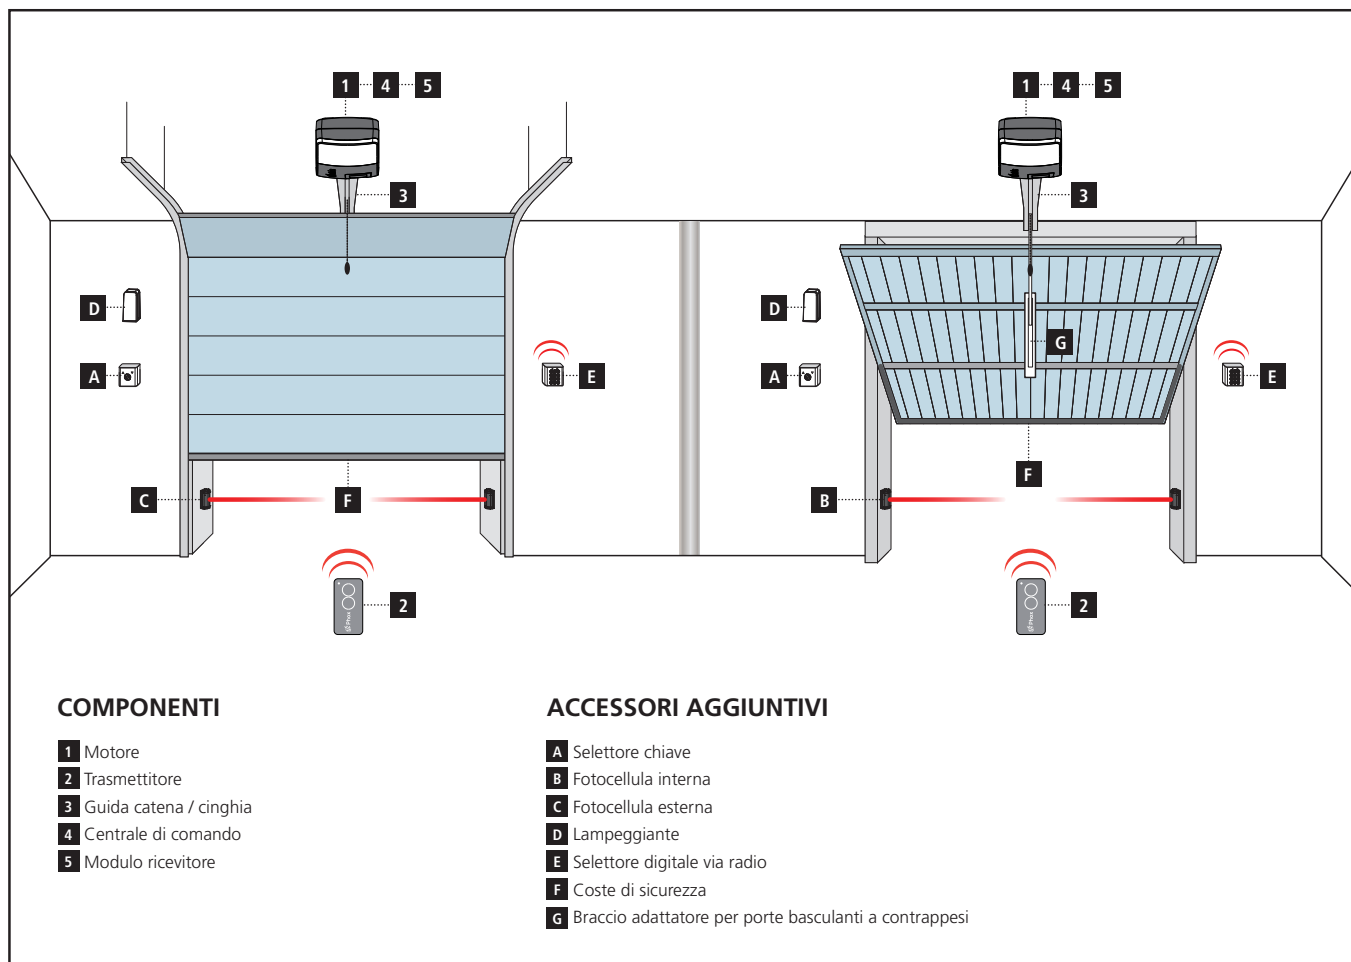 1 4 5
1 4 5
3
3
D
D
G
A
E
A
E
F
C
F
B
Phox
2
Phox
2
COMPONENTI
1 Motore
2 Trasmettitore
3 Guida catena / cinghia
4 Centrale di comando
5 Modulo ricevitore
ACCESSORI AGGIUNTIVI
A Selettore chiave
B Fotocellula interna
C Fotocellula esterna
D Lampeggiante
E Selettore digitale via radio
F Coste di sicurezza
G Braccio adattatore per porte basculanti a contrappesi